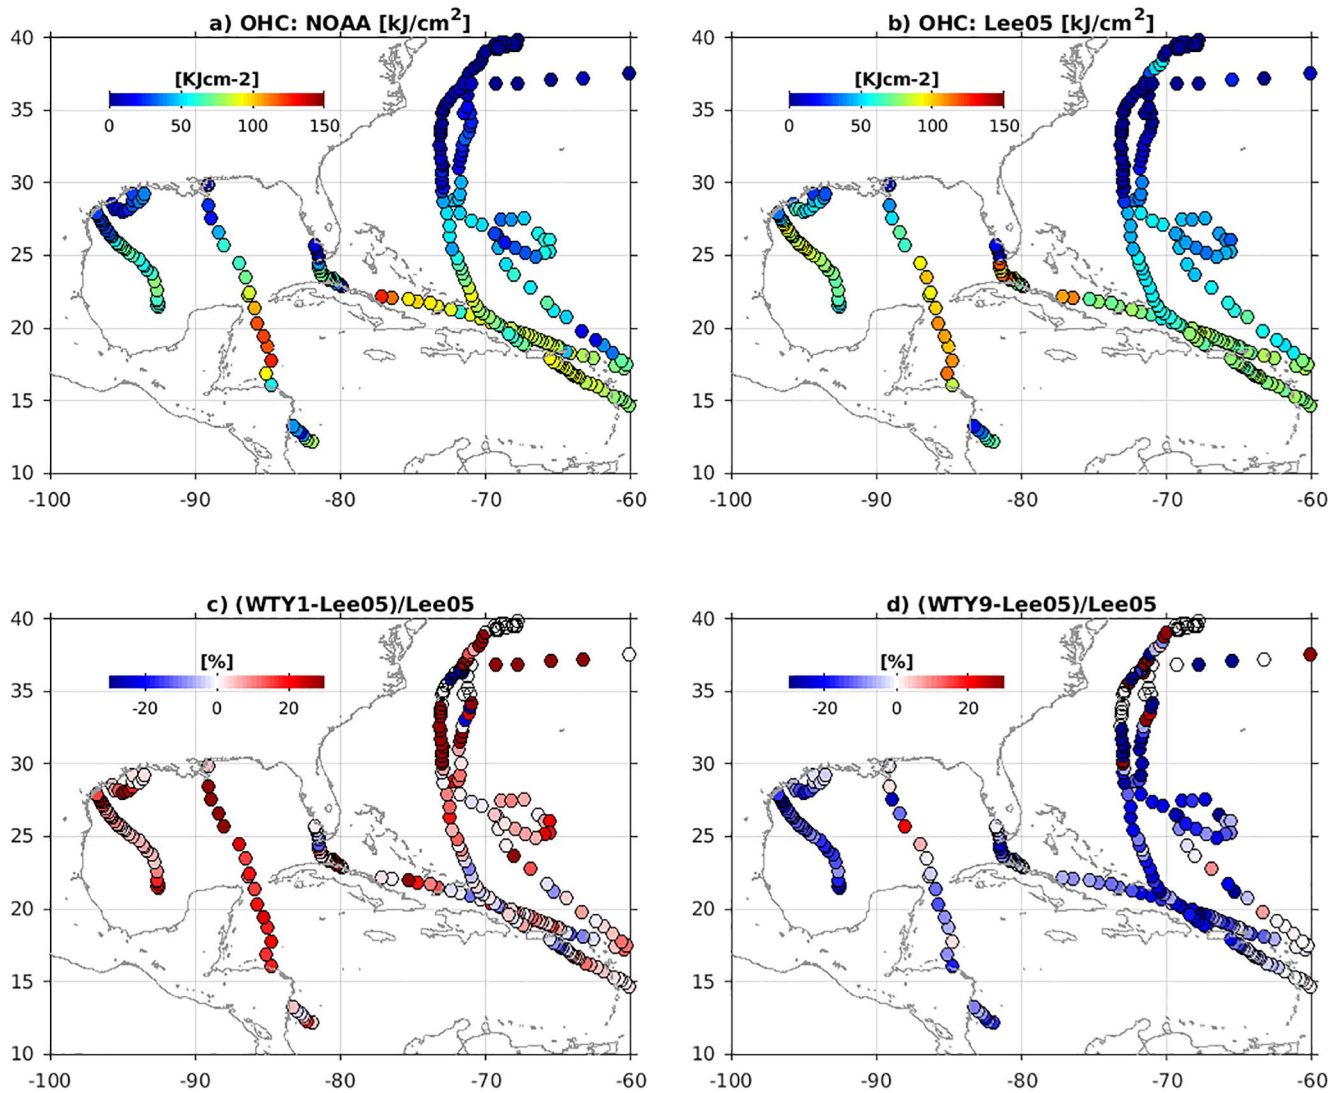 a) OHC: NOAA [kJ/cm2]
b) OHC: Lee05 [kJ/cm2]
40
[KJcm-2]
0 50 100 150
35
30
25
20
15
10
-100 -90 -80 -70 -60
40
[KJcm-2]
0 50 100 150
35
30
25
20
15
10
-100 -90 -80 -70 -60
c) (WTY1-Lee05)/Lee05
d) (WTY9-Lee05)/Lee05
40
[%]
-20 0 20
35
30
25
20
15
10
-100 -90 -80 -70 -60
40
[%]
-20 0 20
35
30
25
20
15
10
-100 -90 -80 -70 -60